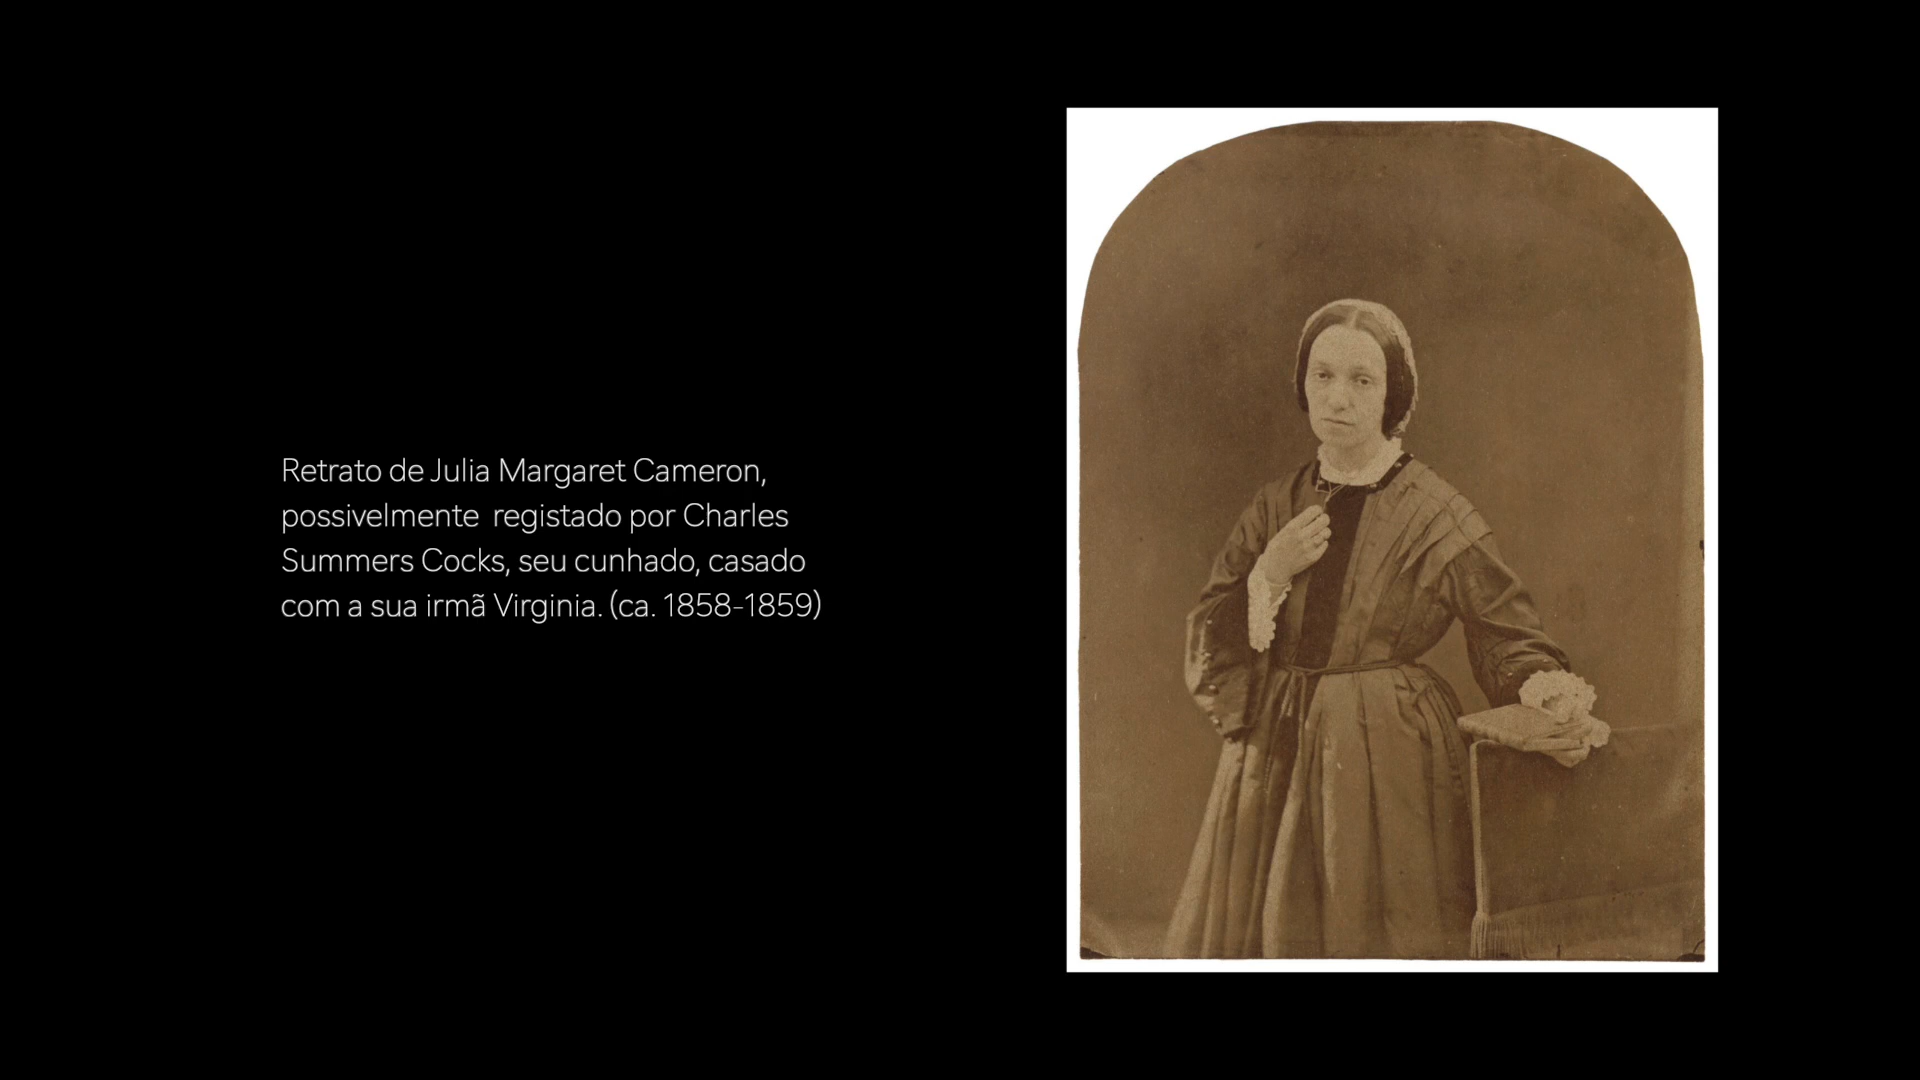 Retrato de Julia Margaret Cameron,
possivelmente  registado por Charles
Summers Cocks, seu cunhado, casado
com a sua irmã Virginia. (ca. 1858-1859)